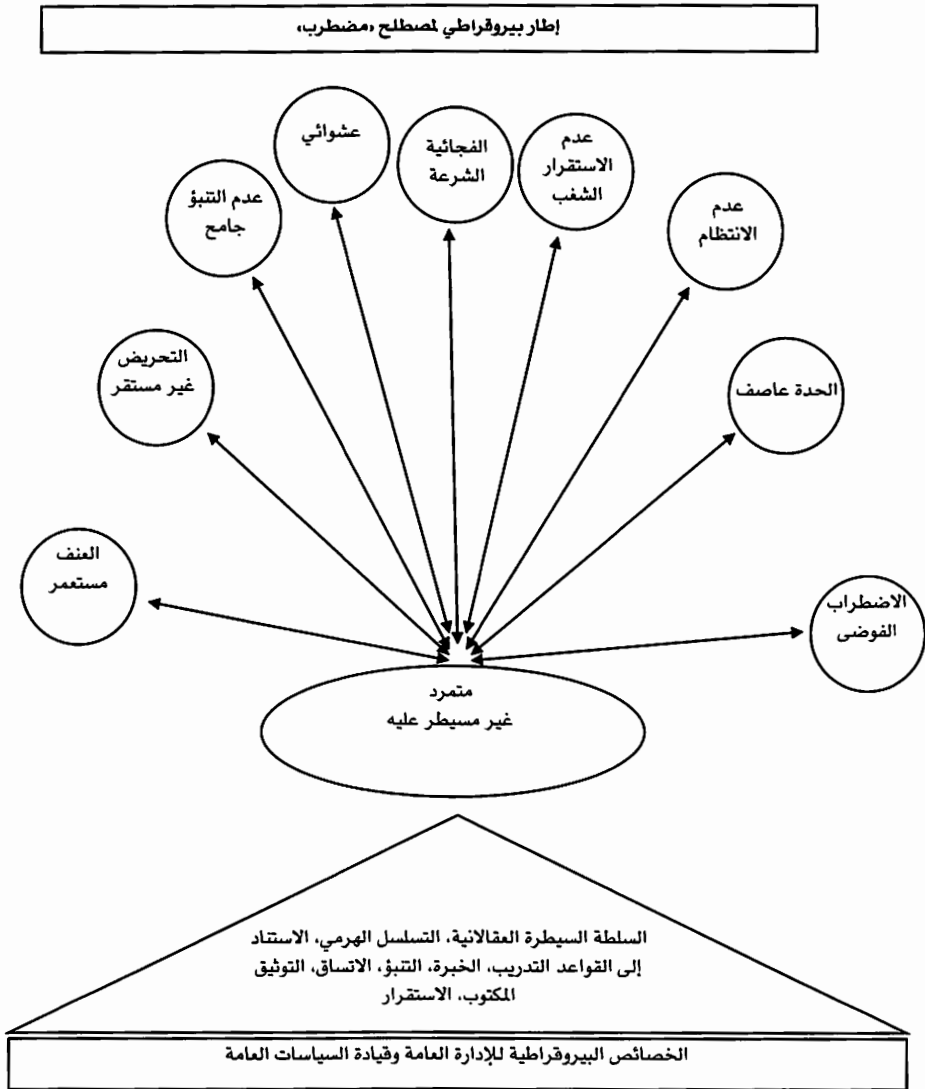 إطار بيروقراطي لمصطلح «مضطرب»
عشوائي
الفجائية
الشرعة
عدم
الاستقرار
الشغب
عدم التنبؤ
جامح
عدم
الانتظام
التحريض
غير مستقر
الحدة عاصف
العنف
مستعمر
الاضطراب
الفوضى
متمرد
غير مسيطر عليه
السلطة السيطرة العقالانية، التسلسل الهرمي، الاستناد
إلى القواعد التدريب، الخبرة، التنبؤ، الاتساق، التوثيق
المكتوب، الاستقرار
الخصائص البيروقراطية للإدارة العامة وقيادة السياسات العامة